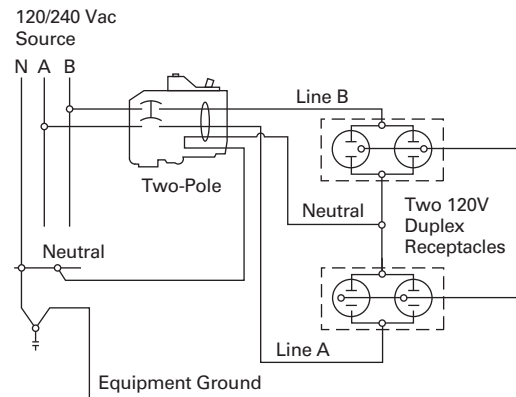 120/240 Vac
Source
N A B
Line B
Two-Pole
Neutral
Two 120V
Duplex
Receptacles
Neutral
Line A
Equipment Ground